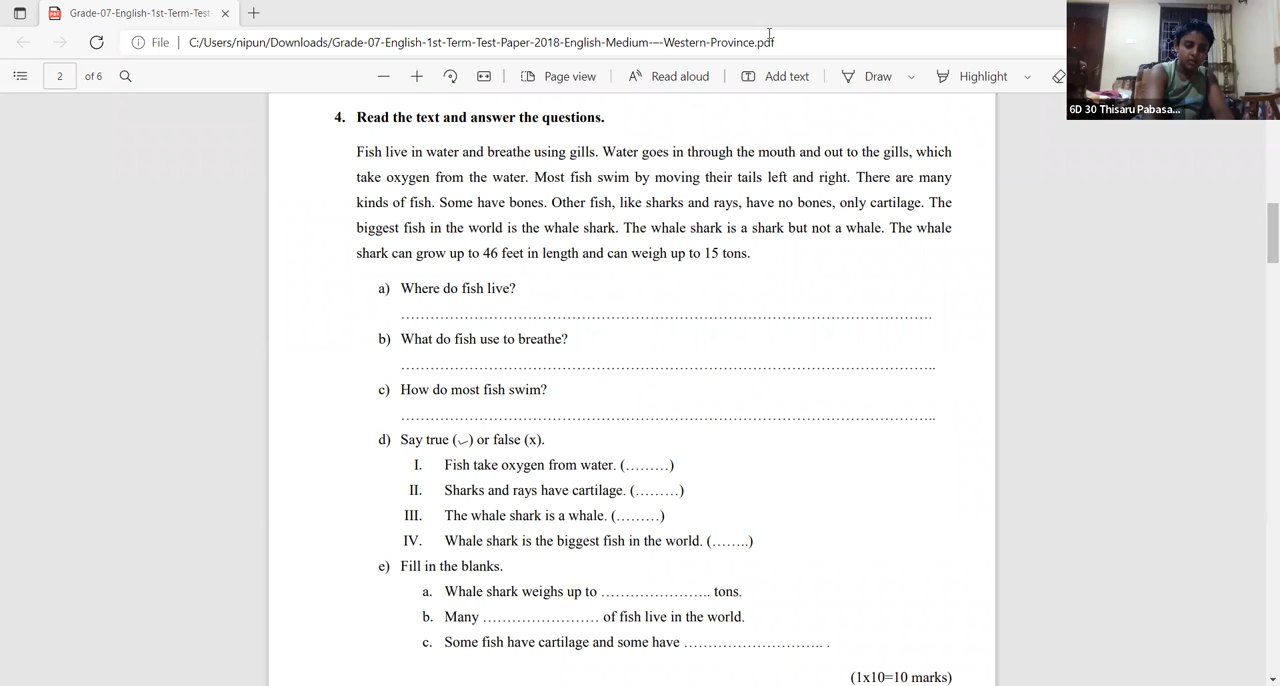 Grade-07-English-1st-Term-Test
File | C:/Users/nipun/Downloads/Grade-07-English-1st-Term-Test-Paper-2018-English-Medium-–-Western-Province.pdf
2 of 6 Page view Read aloud Add text Draw Highlight
6D 30 Thisaru Pabasa...
4. Read the text and answer the questions.
Fish live in water and breathe using gills. Water goes in through the mouth and out to the gills, which
take oxygen from the water. Most fish swim by moving their tails left and right. There are many
kinds of fish. Some have bones. Other fish, like sharks and rays, have no bones, only cartilage. The
biggest fish in the world is the whale shark. The whale shark is a shark but not a whale. The whale
shark can grow up to 46 feet in length and can weigh up to 15 tons.
a) Where do fish live?
……………………………………………………………………………………………….
b) What do fish use to breathe?
………………………………………………………………………………………………..
c) How do most fish swim?
………………………………………………………………………………………………..
d) Say true (✓) or false (x).
I. Fish take oxygen from water. (………)
II. Sharks and rays have cartilage. (………)
III. The whale shark is a whale. (………)
IV. Whale shark is the biggest fish in the world. (……..)
e) Fill in the blanks.
a. Whale shark weighs up to …………………. tons.
b. Many …………………… of fish live in the world.
c. Some fish have cartilage and some have ……………………….. .
(1x10=10 marks)